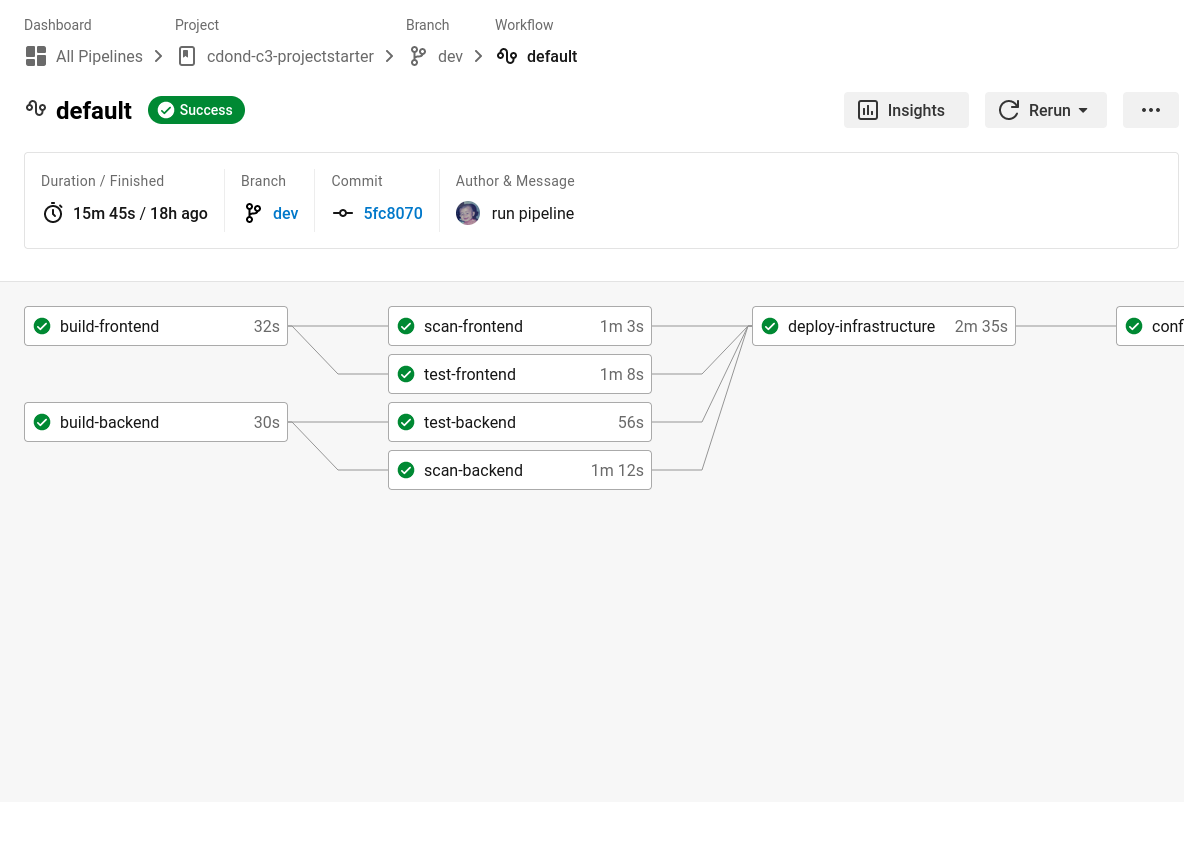 Dashboard Project Branch Workflow
All Pipelines cdond-c3-projectstarter dev default
default Success Insights Rerun
Duration / Finished Branch Commit Author & Message
15m 45s / 18h ago dev 5fc8070 run pipeline
build-frontend 32s scan-frontend 1m 3s deploy-infrastructure 2m 35s conf
test-frontend 1m 8s
build-backend 30s test-backend 56s
scan-backend 1m 12s